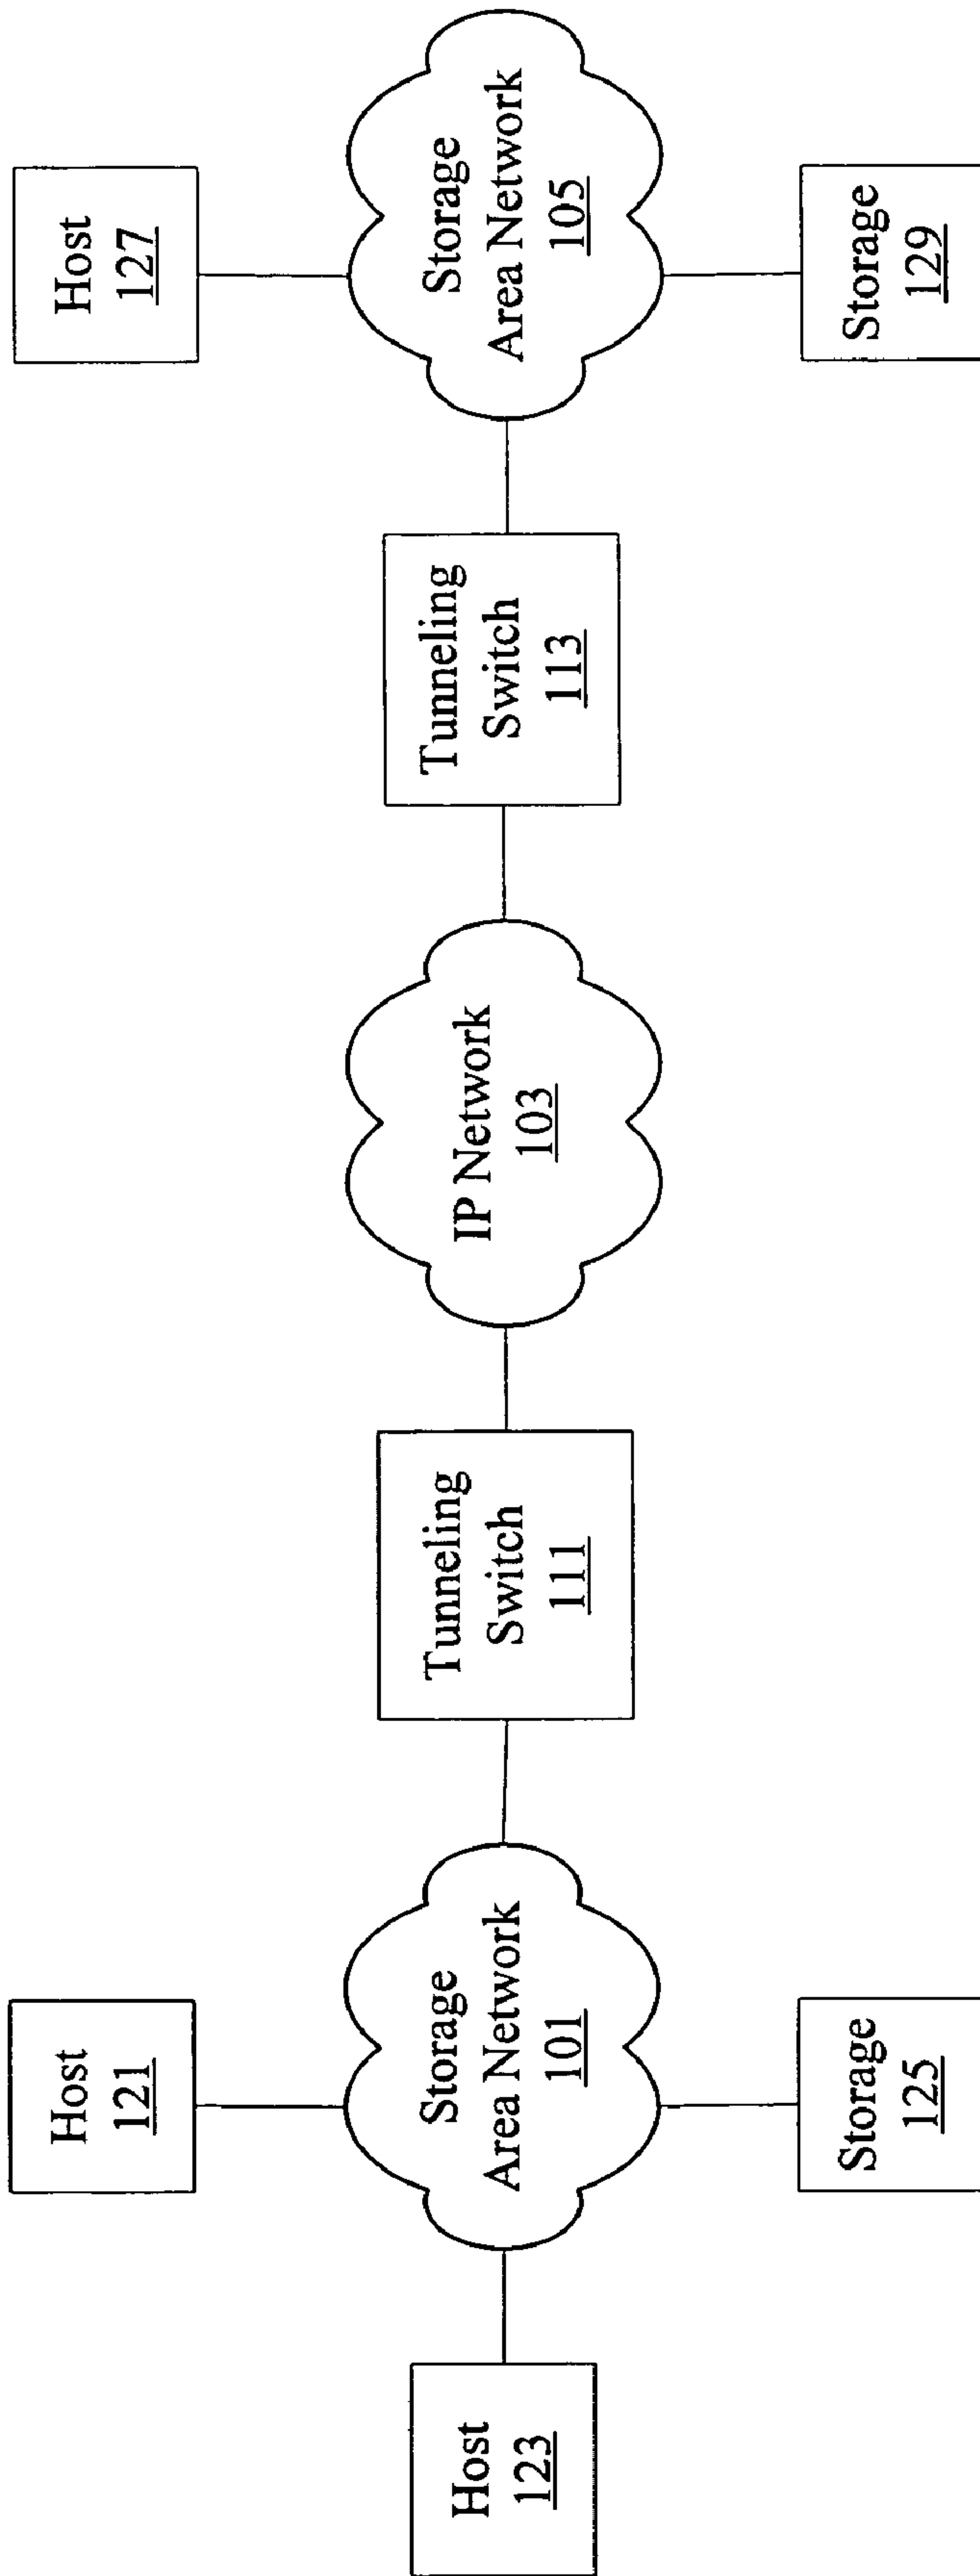 Host
121
Host
127
Host
123
Storage
Area Network
101
Tunneling
Switch
111
IP Network
103
Tunneling
Switch
113
Storage
Area Network
105
Storage
125
Storage
129